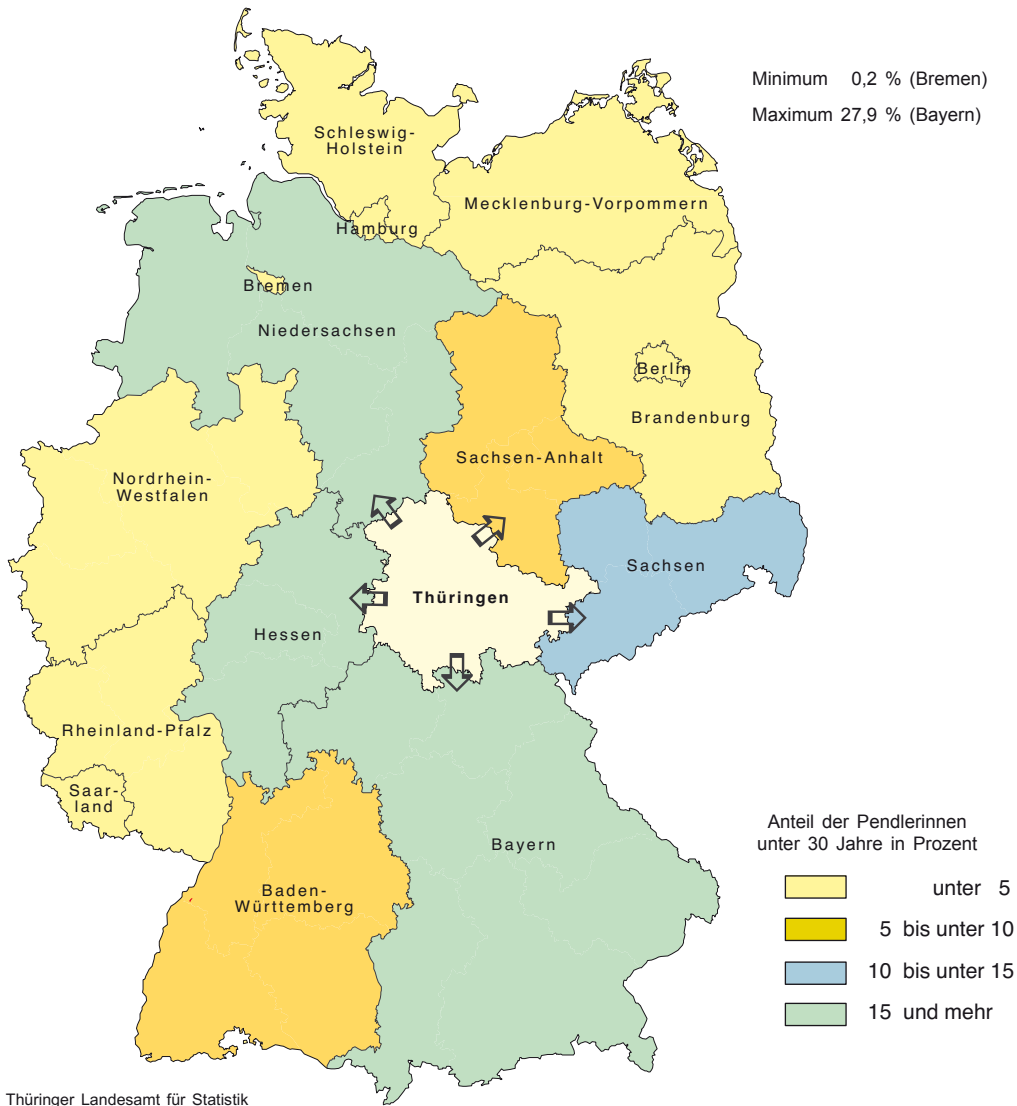 Minimum 0,2 % (Bremen)
Maximum 27,9 % (Bayern)
Schleswig-
Holstein
Mecklenburg-Vorpommern
Hamburg
Bremen
Niedersachsen
Berlin
Brandenburg
Sachsen-Anhalt
Nordrhein-
Westfalen
Sachsen
Thüringen
Hessen
Rheinland-Pfalz
Saar-
land
Bayern
Baden-
Württemberg
Anteil der Pendlerinnen
unter 30 Jahre in Prozent
unter 5
5 bis unter 10
10 bis unter 15
15 und mehr
Thüringer Landesamt für Statistik